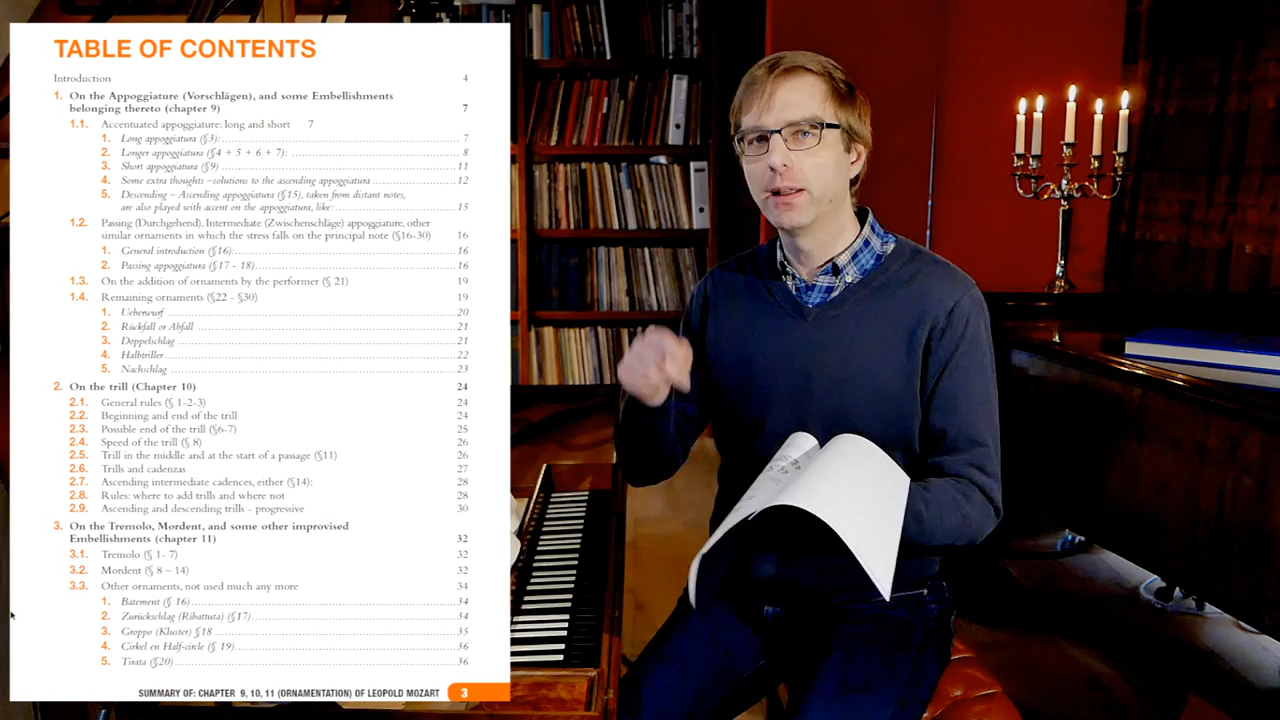 TABLE OF CONTENTS
Introduction 4
1. On the Appoggiature (Vorschlägen), and some Embellishments
belonging thereto (chapter 9) 7
1.1. Accentuated appoggiature: long and short 7
1. Long appoggiatura (§3): 7
2. Longer appoggiatura (§4 + 5 + 6 + 7): 8
3. Short appoggiatura (§9) 11
4. Some extra thoughts –solutions to the ascending appoggiatura 12
5. Descending – Ascending appoggiatura (§15), taken from distant notes,
are also played with accent on the appoggiatura, like: 15
1.2. Passing (Durchgehend), Intermediate (Zwischenschläge) appoggiature, other
similar ornaments in which the stress falls on the principal note (§16-30) 16
1. General introduction (§16): 16
2. Passing appoggiatura (§17 - 18) 16
1.3. On the addition of ornaments by the performer (§ 21) 19
1.4. Remaining ornaments (§22 - §30) 19
1. Ueberwurf 20
2. Rückfall or Abfall 21
3. Doppelschlag 21
4. Halbtriller 22
5. Nachschlag 23
2. On the trill (Chapter 10) 24
2.1. General rules (§ 1-2-3) 24
2.2. Beginning and end of the trill 24
2.3. Possible end of the trill (§6-7) 25
2.4. Speed of the trill (§ 8) 26
2.5. Trill in the middle and at the start of a passage (§11) 26
2.6. Trills and cadenzas 27
2.7. Ascending intermediate cadences, either (§14): 28
2.8. Rules: where to add trills and where not 28
2.9. Ascending and descending trills - progressive 30
3. On the Tremolo, Mordent, and some other improvised
Embellishments (chapter 11) 32
3.1. Tremolo (§ 1- 7) 32
3.2. Mordent (§ 8 – 14) 32
3.3. Other ornaments, not used much any more 34
1. Batement (§ 16) 34
2. Zurückschlag (Ribattuta) (§17) 34
3. Groppo (Kluster) §18 35
4. Cirkel en Half-circle (§ 19) 36
5. Tirata (§20) 36
SUMMARY OF: CHAPTER 9, 10, 11 (ORNAMENTATION) OF LEOPOLD MOZART 3